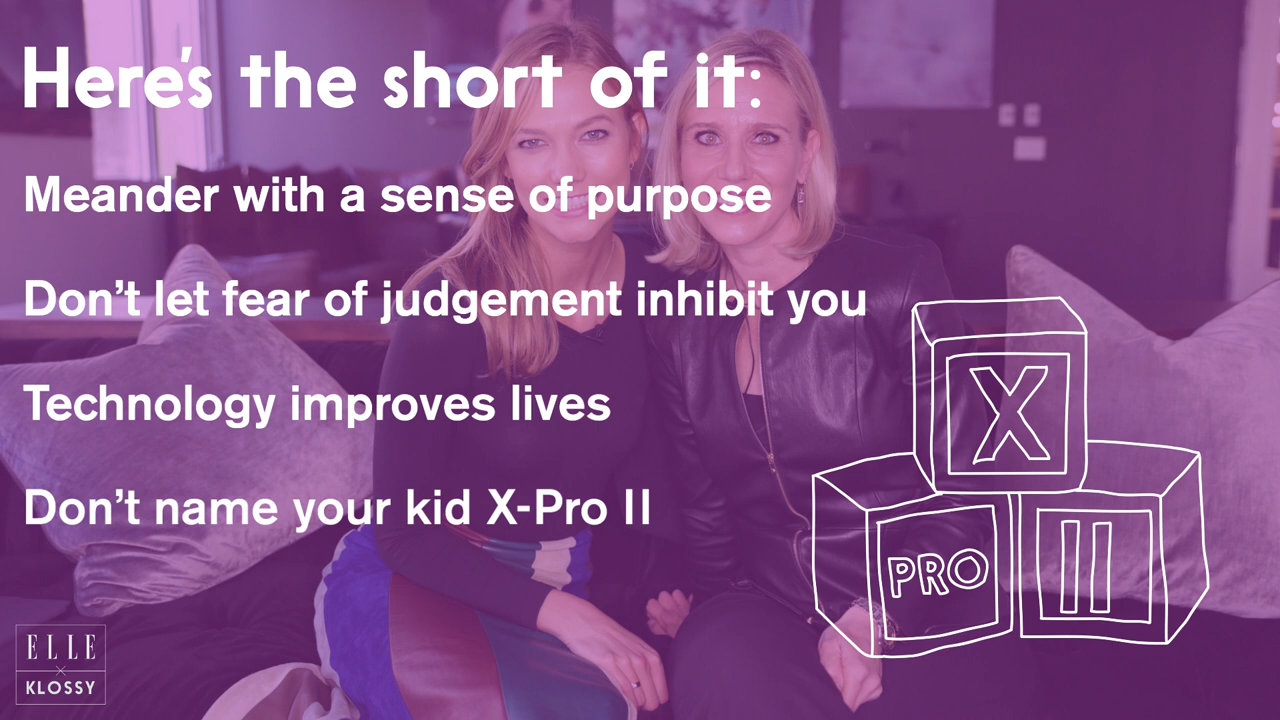 Here's the short of it:
Meander with a sense of purpose
Don't let fear of judgement inhibit you
Technology improves lives
Don't name your kid X-Pro II
X
PRO
II
ELLE
X
KLOSSY